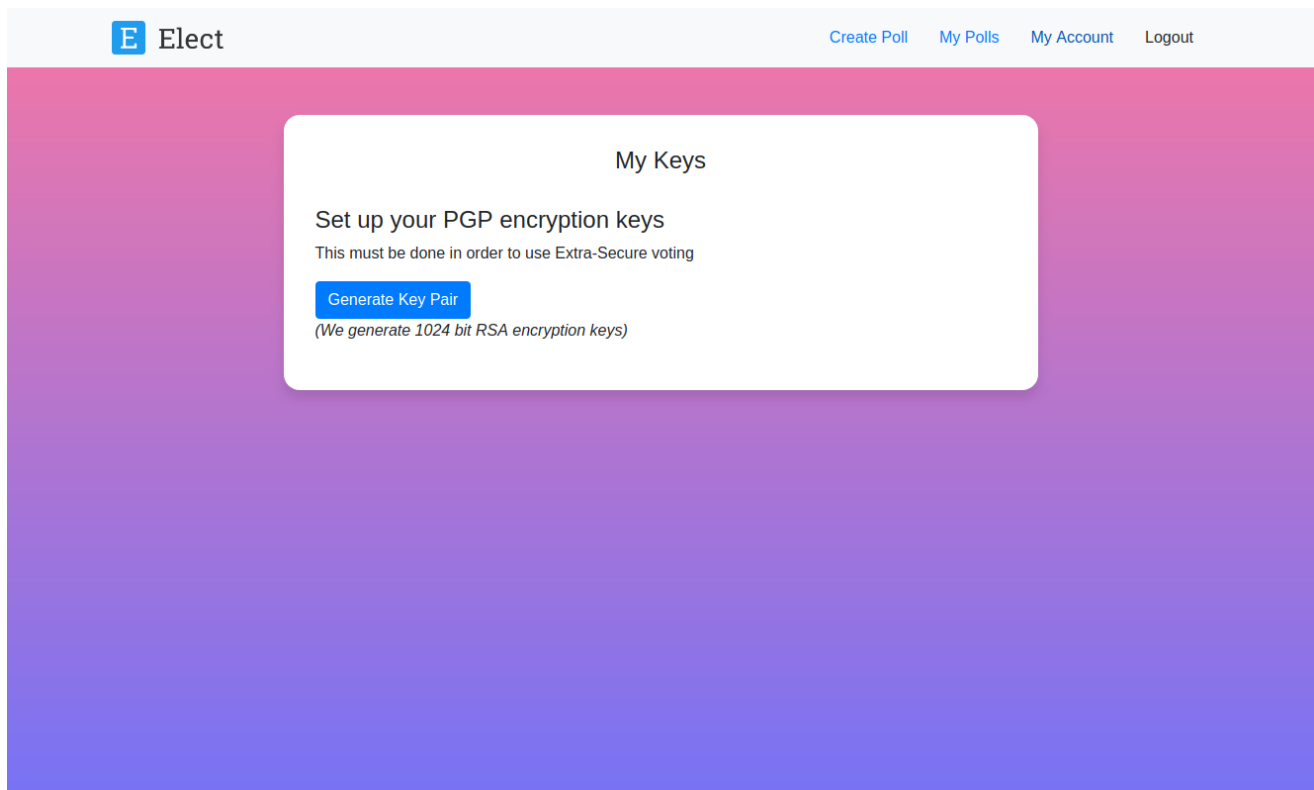 E Elect
Create Poll My Polls My Account Logout
My Keys
Set up your PGP encryption keys
This must be done in order to use Extra-Secure voting
Generate Key Pair
(We generate 1024 bit RSA encryption keys)